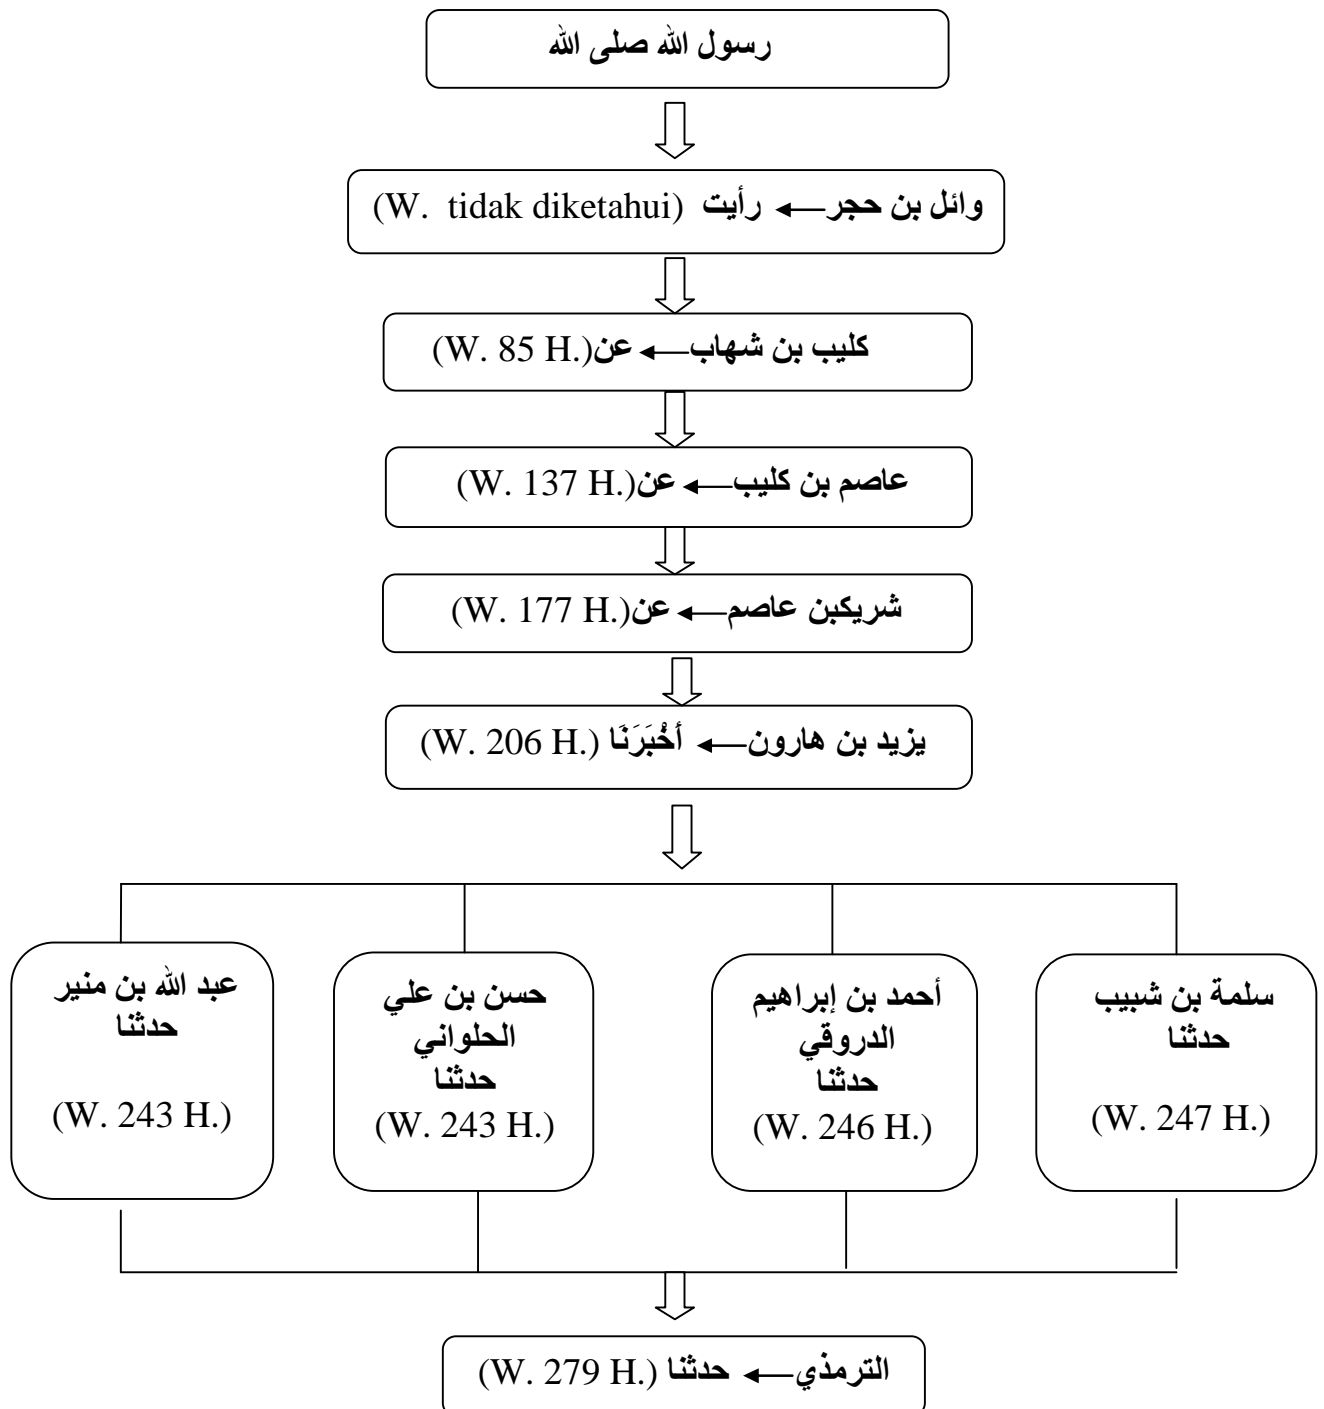 رسول الله صلى الله
وائل بن حجر ← رأيت (W. tidak diketahui)
كليب بن شهاب ← عن (W. 85 H.)
عاصم بن كليب ← عن (W. 137 H.)
شريكبن عاصم ← عن (W. 177 H.)
يزيد بن هارون ← أَخْبَرَنَا (W. 206 H.)
سلمة بن شبيب
حدثنا
(W. 247 H.)
أحمد بن إبراهيم
الدروقي
حدثنا
(W. 246 H.)
حسن بن علي
الحلواني
حدثنا
(W. 243 H.)
عبد الله بن منير
حدثنا
(W. 243 H.)
الترمذي ← حدثنا (W. 279 H.)